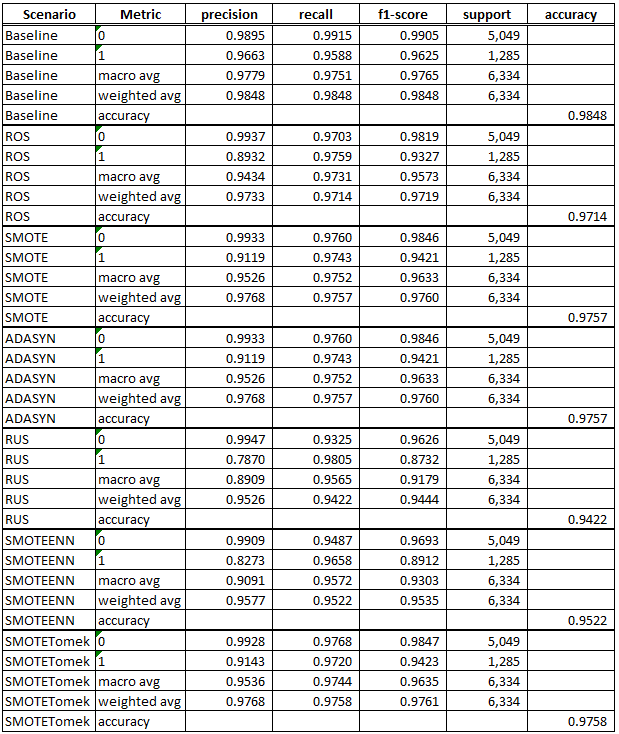 Scenario Metric precision recall f1-score support accuracy
Baseline 0 0.9895 0.9915 0.9905 5,049
Baseline 1 0.9663 0.9588 0.9625 1,285
Baseline macro avg 0.9779 0.9751 0.9765 6,334
Baseline weighted avg 0.9848 0.9848 0.9848 6,334
Baseline accuracy 0.9848
ROS 0 0.9937 0.9703 0.9819 5,049
ROS 1 0.8932 0.9759 0.9327 1,285
ROS macro avg 0.9434 0.9731 0.9573 6,334
ROS weighted avg 0.9733 0.9714 0.9719 6,334
ROS accuracy 0.9714
SMOTE 0 0.9933 0.9760 0.9846 5,049
SMOTE 1 0.9119 0.9743 0.9421 1,285
SMOTE macro avg 0.9526 0.9752 0.9633 6,334
SMOTE weighted avg 0.9768 0.9757 0.9760 6,334
SMOTE accuracy 0.9757
ADASYN 0 0.9933 0.9760 0.9846 5,049
ADASYN 1 0.9119 0.9743 0.9421 1,285
ADASYN macro avg 0.9526 0.9752 0.9633 6,334
ADASYN weighted avg 0.9768 0.9757 0.9760 6,334
ADASYN accuracy 0.9757
RUS 0 0.9947 0.9325 0.9626 5,049
RUS 1 0.7870 0.9805 0.8732 1,285
RUS macro avg 0.8909 0.9565 0.9179 6,334
RUS weighted avg 0.9526 0.9422 0.9444 6,334
RUS accuracy 0.9422
SMOTEENN 0 0.9909 0.9487 0.9693 5,049
SMOTEENN 1 0.8273 0.9658 0.8912 1,285
SMOTEENN macro avg 0.9091 0.9572 0.9303 6,334
SMOTEENN weighted avg 0.9577 0.9522 0.9535 6,334
SMOTEENN accuracy 0.9522
SMOTETomek 0 0.9928 0.9768 0.9847 5,049
SMOTETomek 1 0.9143 0.9720 0.9423 1,285
SMOTETomek macro avg 0.9536 0.9744 0.9635 6,334
SMOTETomek weighted avg 0.9768 0.9758 0.9761 6,334
SMOTETomek accuracy 0.9758